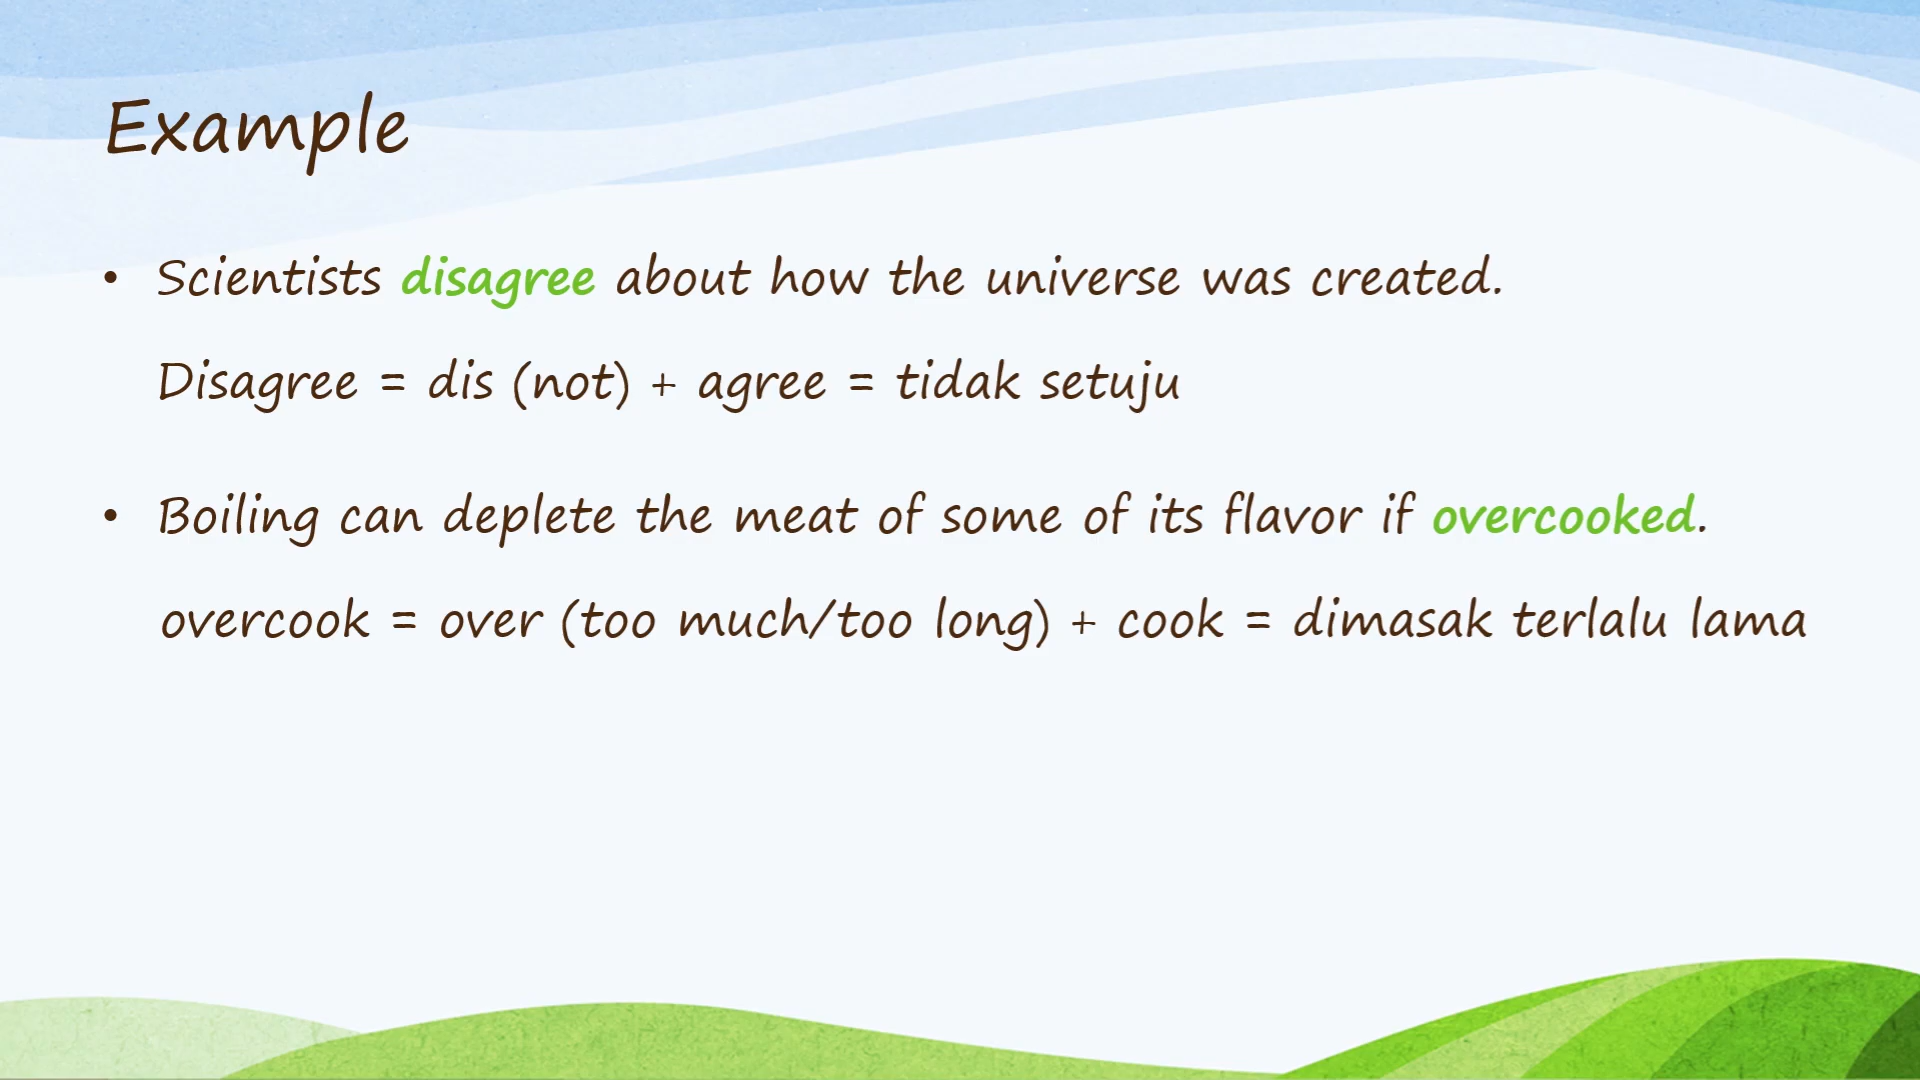 Example
• Scientists disagree about how the universe was created.
Disagree = dis (not) + agree = tidak setuju
• Boiling can deplete the meat of some of its flavor if overcooked.
overcook = over (too much/too long) + cook = dimasak terlalu lama